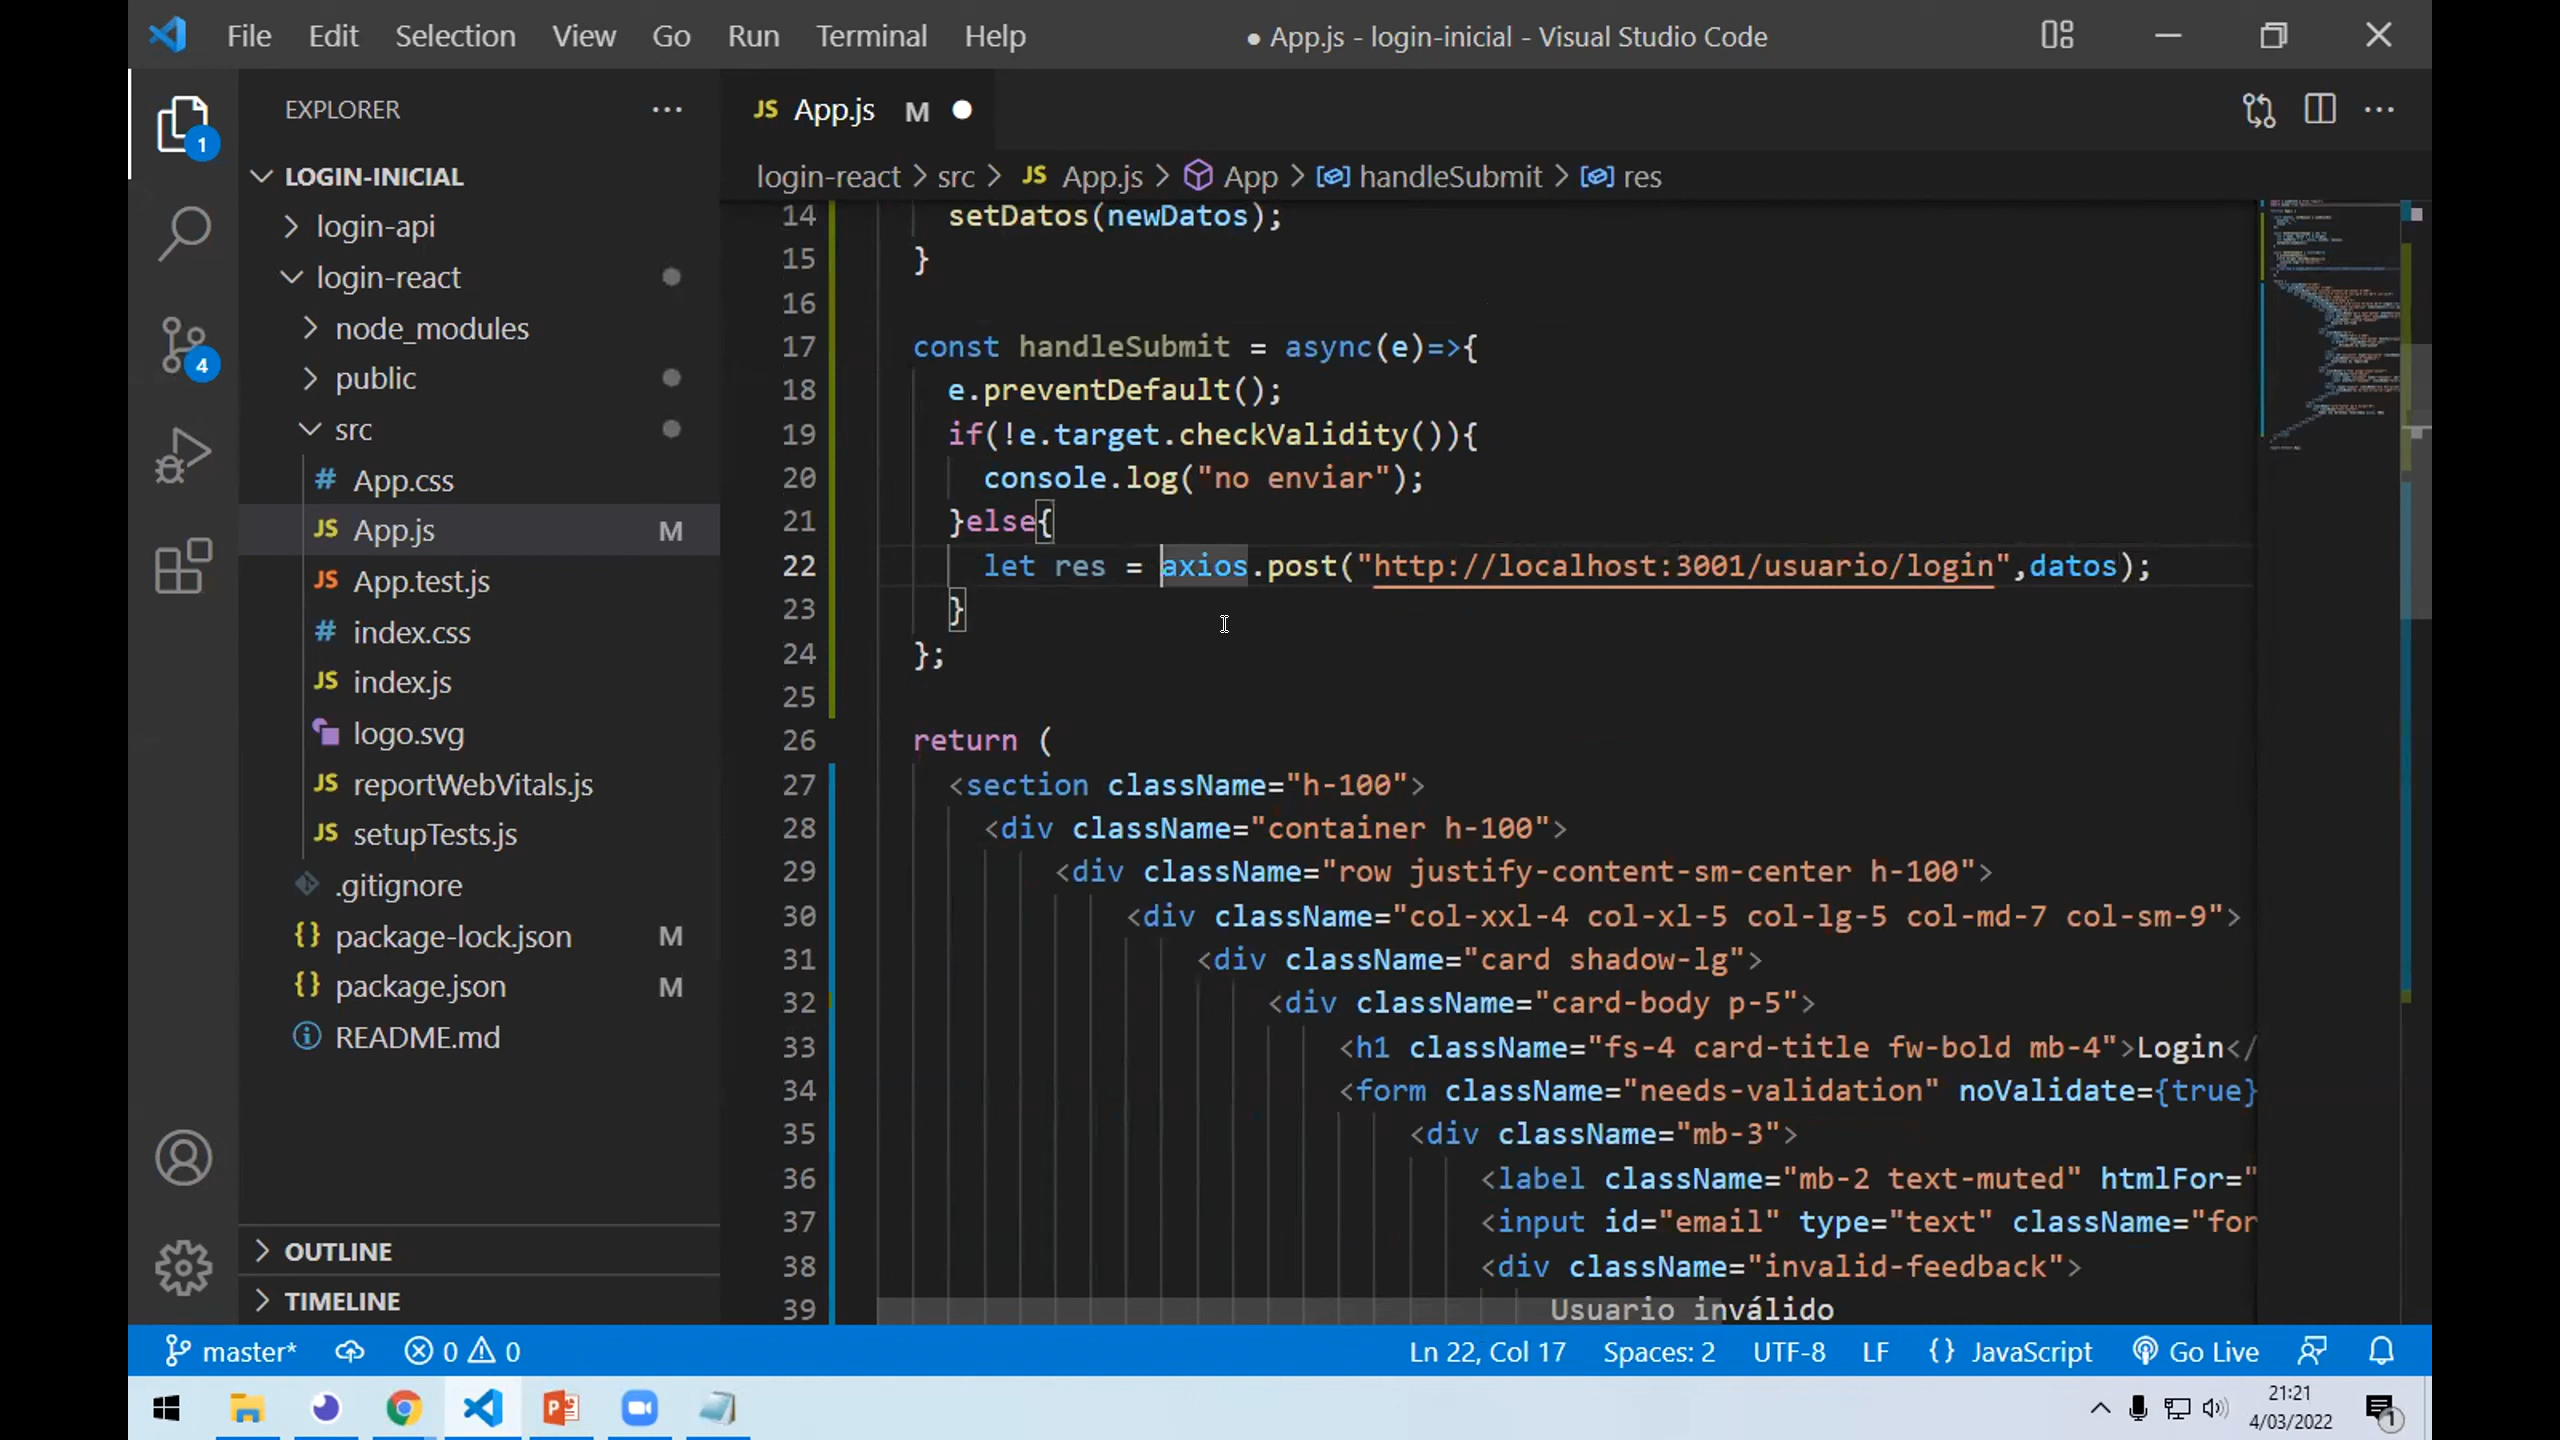 File Edit Selection View Go Run Terminal Help
● App.js - login-inicial - Visual Studio Code
EXPLORER
LOGIN-INICIAL
login-api
login-react
node_modules
public
src
# App.css
JS App.js M
JS App.test.js
# index.css
JS index.js
logo.svg
JS reportWebVitals.js
JS setupTests.js
.gitignore
{} package-lock.json M
{} package.json M
README.md
OUTLINE
TIMELINE
1
4
JS App.js M
login-react > src > JS App.js > App > handleSubmit > res
14 setDatos(newDatos);
15 }
16
17 const handleSubmit = async(e)=>{
18 e.preventDefault();
19 if(!e.target.checkValidity()){
20 console.log("no enviar");
21 }else{
22 let res = axios.post("http://localhost:3001/usuario/login",datos);
23 }
24 };
25
26 return (
27 <section className="h-100">
28 <div className="container h-100">
29 <div className="row justify-content-sm-center h-100">
30 <div className="col-xxl-4 col-xl-5 col-lg-5 col-md-7 col-sm-9">
31 <div className="card shadow-lg">
32 <div className="card-body p-5">
33 <h1 className="fs-4 card-title fw-bold mb-4">Login</
34 <form className="needs-validation" noValidate={true}
35 <div className="mb-3">
36 <label className="mb-2 text-muted" htmlFor="
37 <input id="email" type="text" className="for
38 <div className="invalid-feedback">
39 Usuario inválido
master* 0 0 Ln 22, Col 17 Spaces: 2 UTF-8 LF {} JavaScript Go Live
21:21
4/03/2022
1